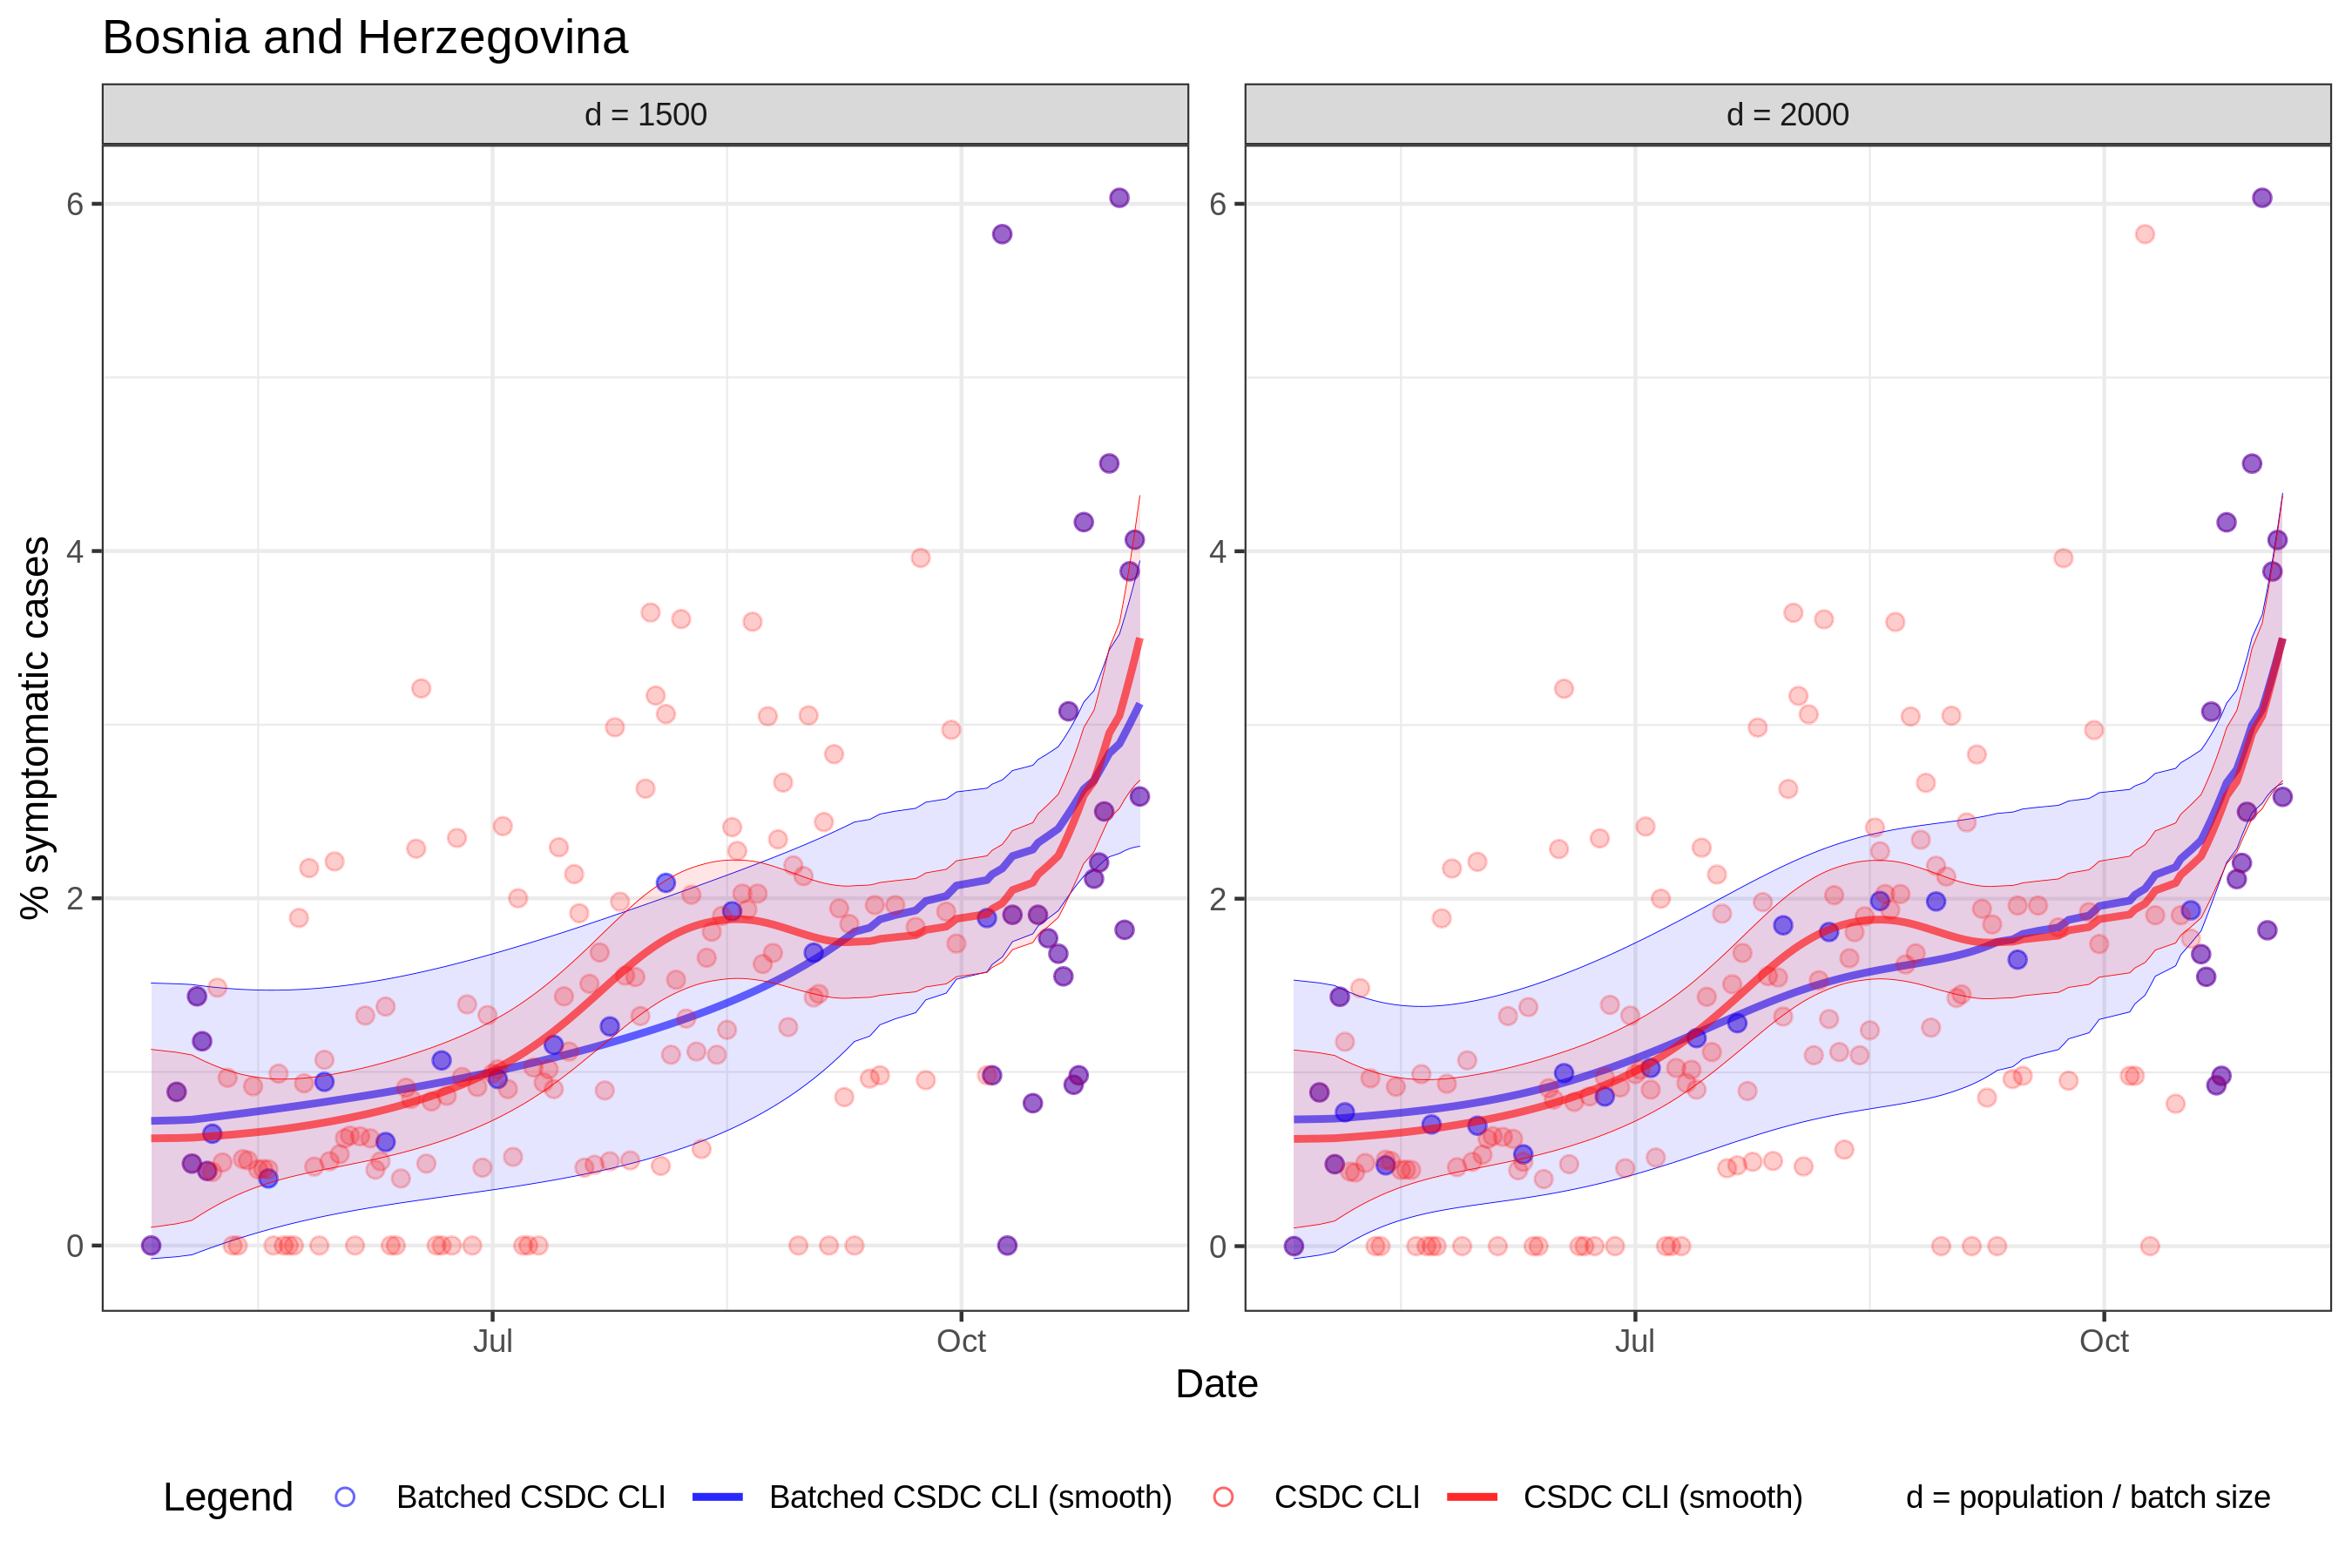 Bosnia and Herzegovina
d = 1500
d = 2000
% symptomatic cases
6
4
2
0
6
4
2
0
Jul
Oct
Jul
Oct
Date
Legend
Batched CSDC CLI
Batched CSDC CLI (smooth)
CSDC CLI
CSDC CLI (smooth)
d = population / batch size